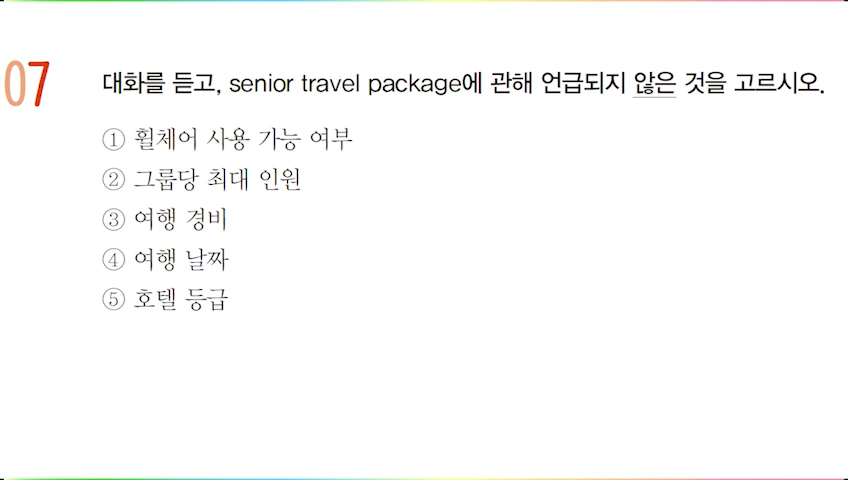 07
대화를 듣고, senior travel package에 관해 언급되지 않은 것을 고르시오.
① 휠체어 사용 가능 여부
② 그룹당 최대 인원
③ 여행 경비
④ 여행 날짜
⑤ 호텔 등급